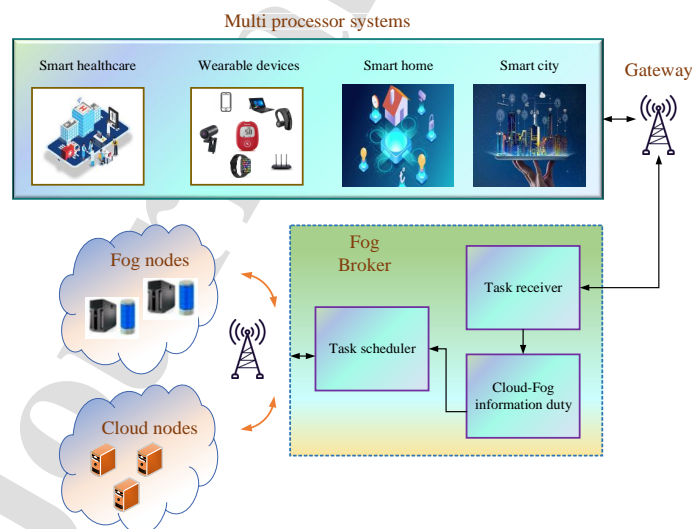 Multi processor systems
Smart healthcare
Wearable devices
Smart home
Smart city
Gateway
Fog nodes
Fog
Broker
Task receiver
Task scheduler
Cloud-Fog
information duty
Cloud nodes